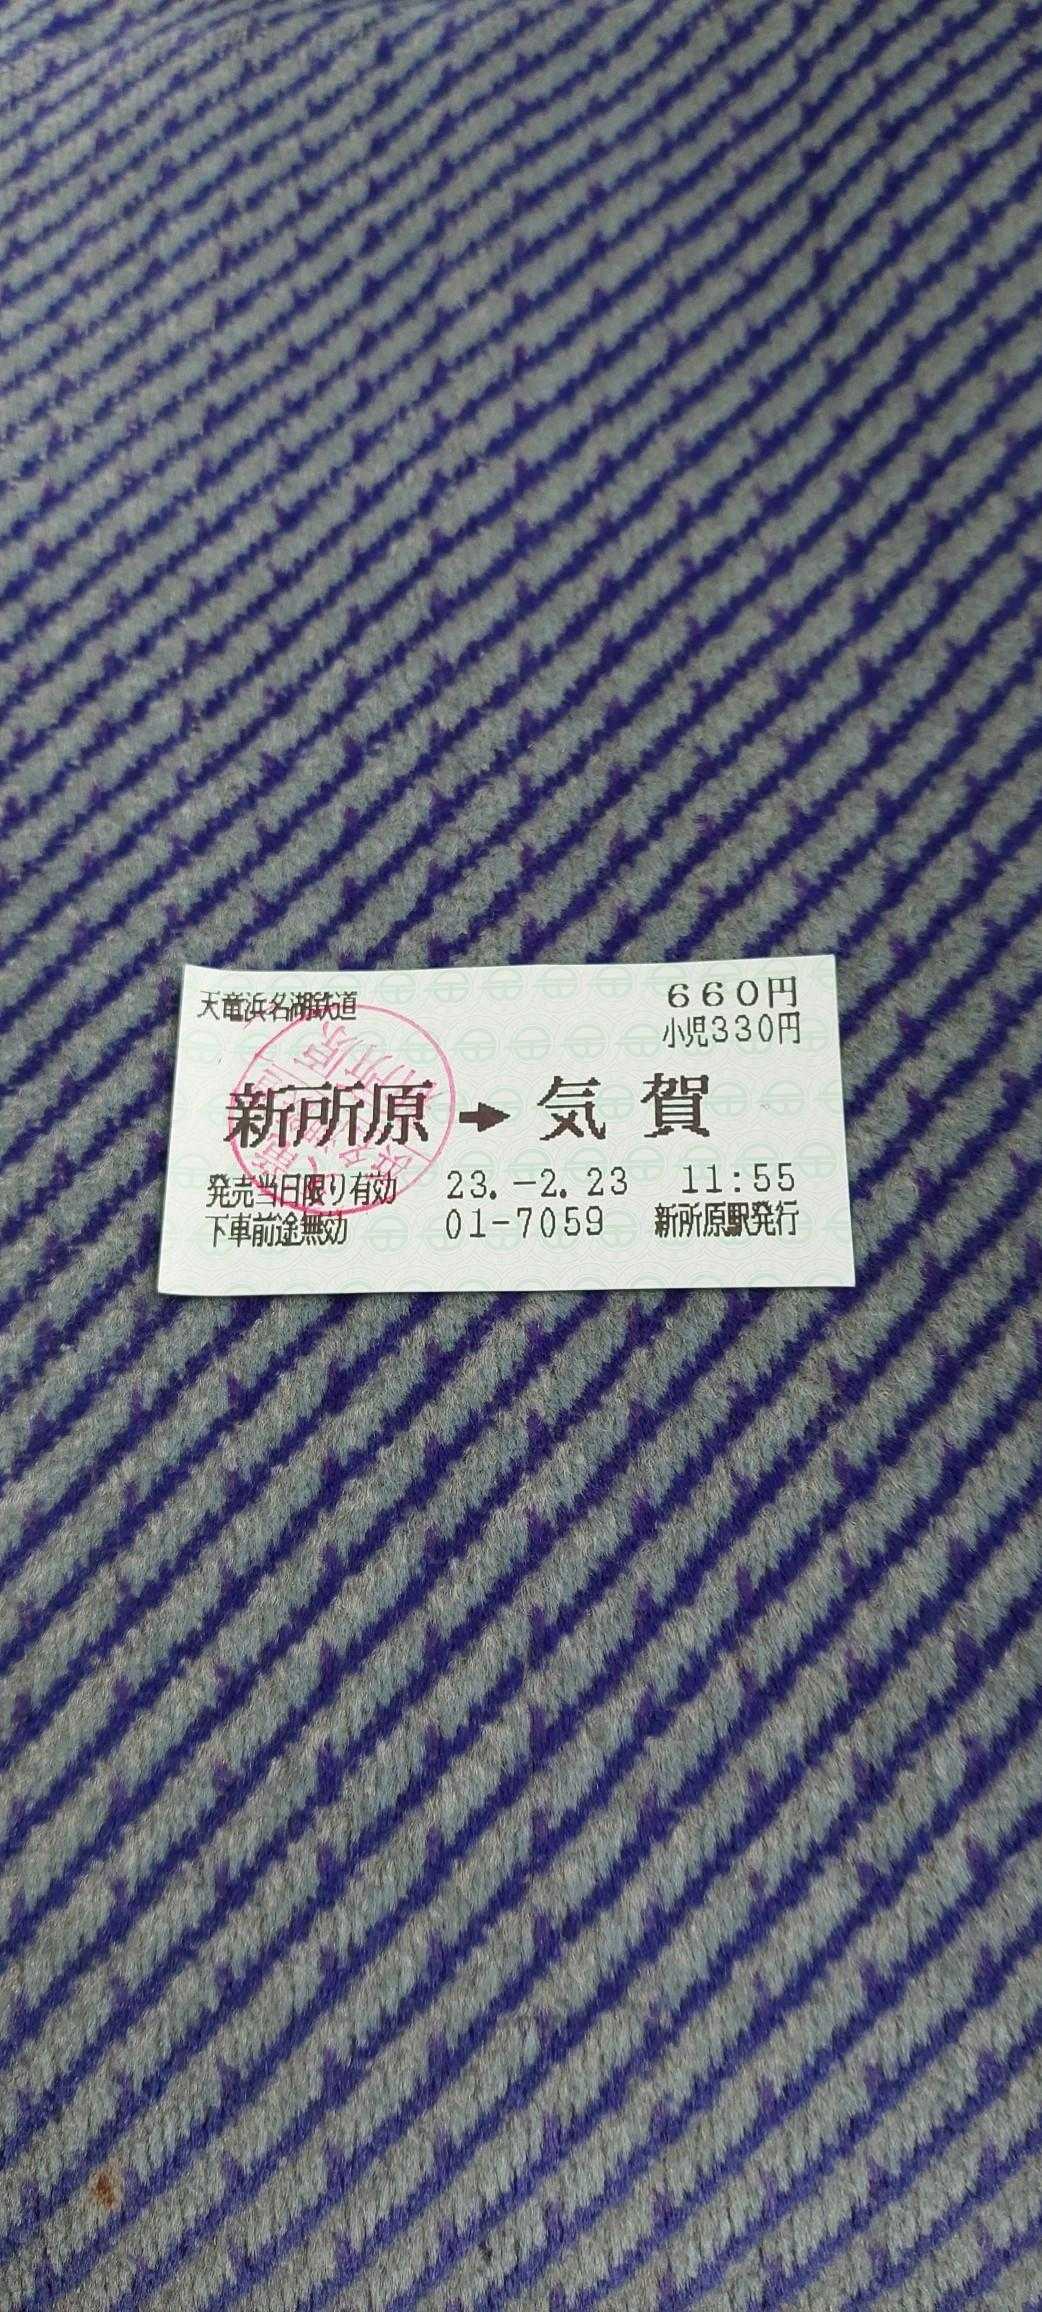 天竜浜名湖鉄道
660円
小児330円
新所原➡気賀
発売当日限り有効 23.-2.23 11:55
下車前途無効 01-7059 新所原駅発行